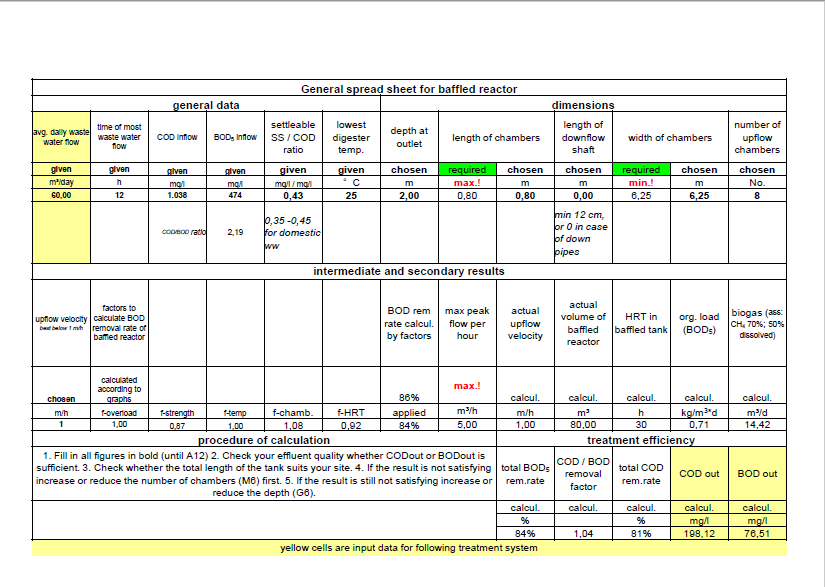 General spread sheet for baffled reactor
general data dimensions
avg. daily waste water flow time of most waste water flow COD inflow BOD₅ inflow settleable SS / COD ratio lowest digester temp. depth at outlet length of chambers length of downflow shaft width of chambers number of upflow chambers
given given given given given given chosen required chosen chosen required chosen chosen
m³/day h mg/l mg/l mg/l / mg/l ° C m max.! m m min.! m No.
60,00 12 1.038 474 0,43 25 2,00 0,80 0,80 0,00 6,25 6,25 8
COD/BOD ratio 2,19 0,35 -0,45 for domestic ww min 12 cm, or 0 in case of down pipes
intermediate and secondary results
upflow velocity best below 1 m/h factors to calculate BOD removal rate of baffled reactor BOD rem rate calcul. by factors max peak flow per hour actual upflow velocity actual volume of baffled reactor HRT in baffled tank org. load (BOD₅) biogas (ass: CH₄ 70%; 50% dissolved)
chosen calculated according to graphs 86% max.! calcul. calcul. calcul. calcul. calcul.
m/h f-overload f-strength f-temp f-chamb. f-HRT applied m³/h m/h m³ h kg/m³*d m³/d
1 1,00 0,87 1,00 1,08 0,92 84% 5,00 1,00 80,00 30 0,71 14,42
procedure of calculation treatment efficiency
1. Fill in all figures in bold (until A12) 2. Check your effluent quality whether CODout or BODout is
sufficient. 3. Check whether the total length of the tank suits your site. 4. If the result is not satisfying
increase or reduce the number of chambers (M6) first. 5. If the result is still not satisfying increase or
reduce the depth (G6).
total BOD₅ rem.rate COD / BOD removal factor total COD rem.rate COD out BOD out
calcul. calcul. calcul. calcul. calcul.
% % mg/l mg/l
84% 1,04 81% 198,12 76,51
yellow cells are input data for following treatment system